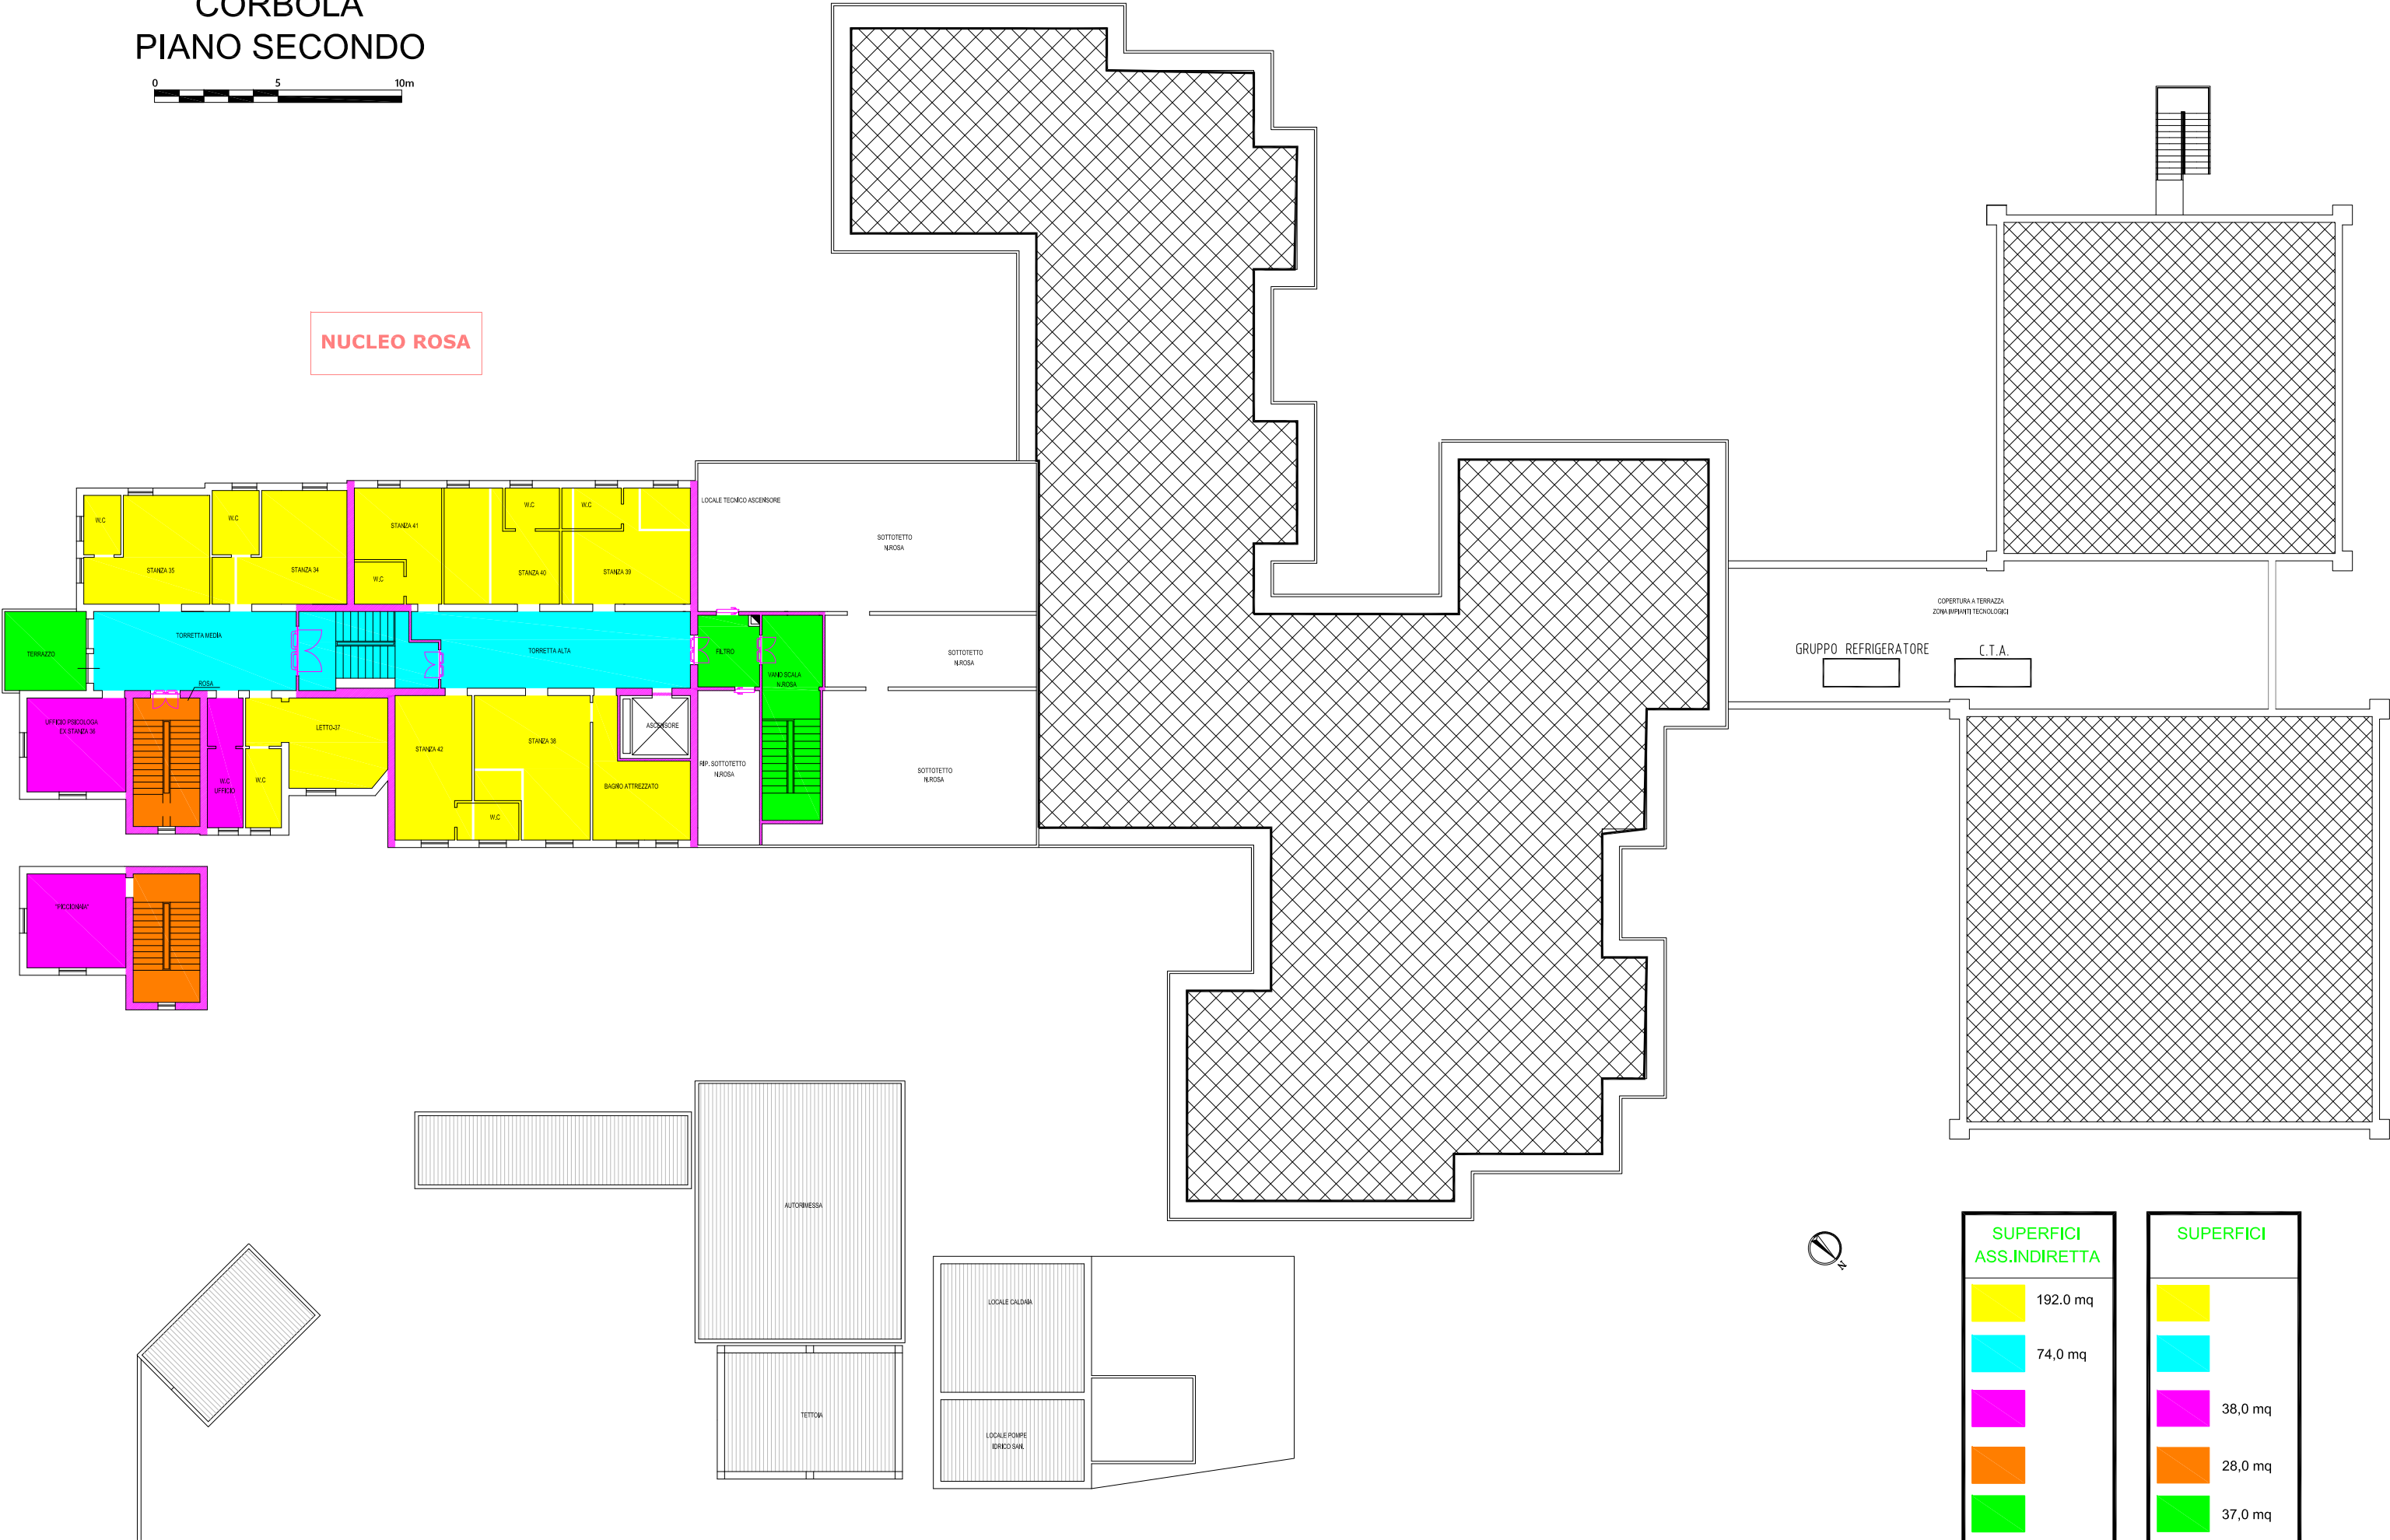 CORBOLA
PIANO SECONDO
0 5 10m
NUCLEO ROSA
W.C
STANZA 35
W.C
STANZA 34
STANZA 41
W.C
W.C
STANZA 40
W.C
STANZA 39
LOCALE TECNICO ASCENSORE
SOTTOTETTO
N.ROSA
TERRAZZO
TORRETTA MEDIA
ROSA
TORRETTA ALTA
FILTRO
VANO SCALA
N.ROSA
SOTTOTETTO
N.ROSA
UFFICIO PSICOLOGA
EX STANZA 36
W.C
UFFICIO
W.C
LETTO-37
STANZA 42
STANZA 38
W.C
ASCENSORE
BAGNO ATTREZZATO
RIP. SOTTOTETTO
N.ROSA
SOTTOTETTO
N.ROSA
COPERTURA A TERRAZZA
ZONA IMPIANTI TECNOLOGICI
GRUPPO REFRIGERATORE
C.T.A.
"PICCIONAIA"
AUTORIMESSA
TETTOIA
LOCALE CALDAIA
LOCALE POMPE
IDRICO SANI.
N
SUPERFICI
ASS.INDIRETTA
192.0 mq
74,0 mq
SUPERFICI
38,0 mq
28,0 mq
37,0 mq